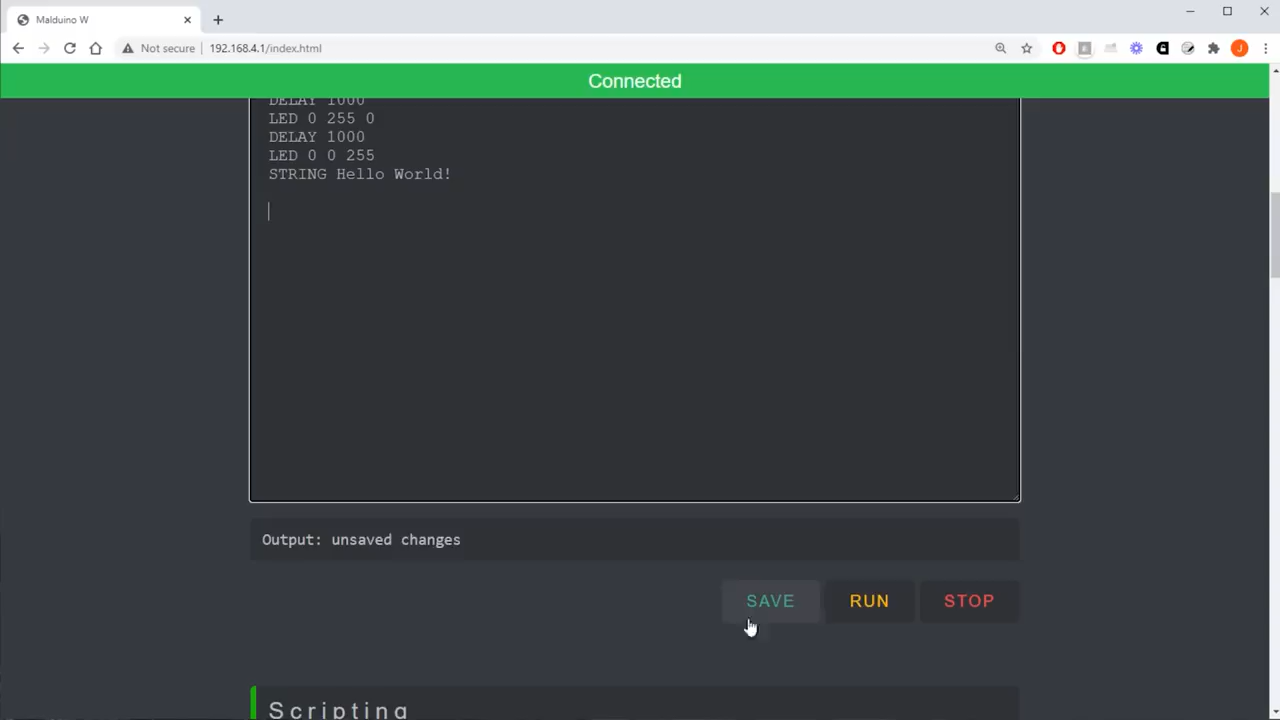 Malduino W
Not secure
192.168.4.1/index.html
J
Connected
DELAY 1000
LED 0 255 0
DELAY 1000
LED 0 0 255
STRING Hello World!
Output: unsaved changes
SAVE RUN STOP
Scripting